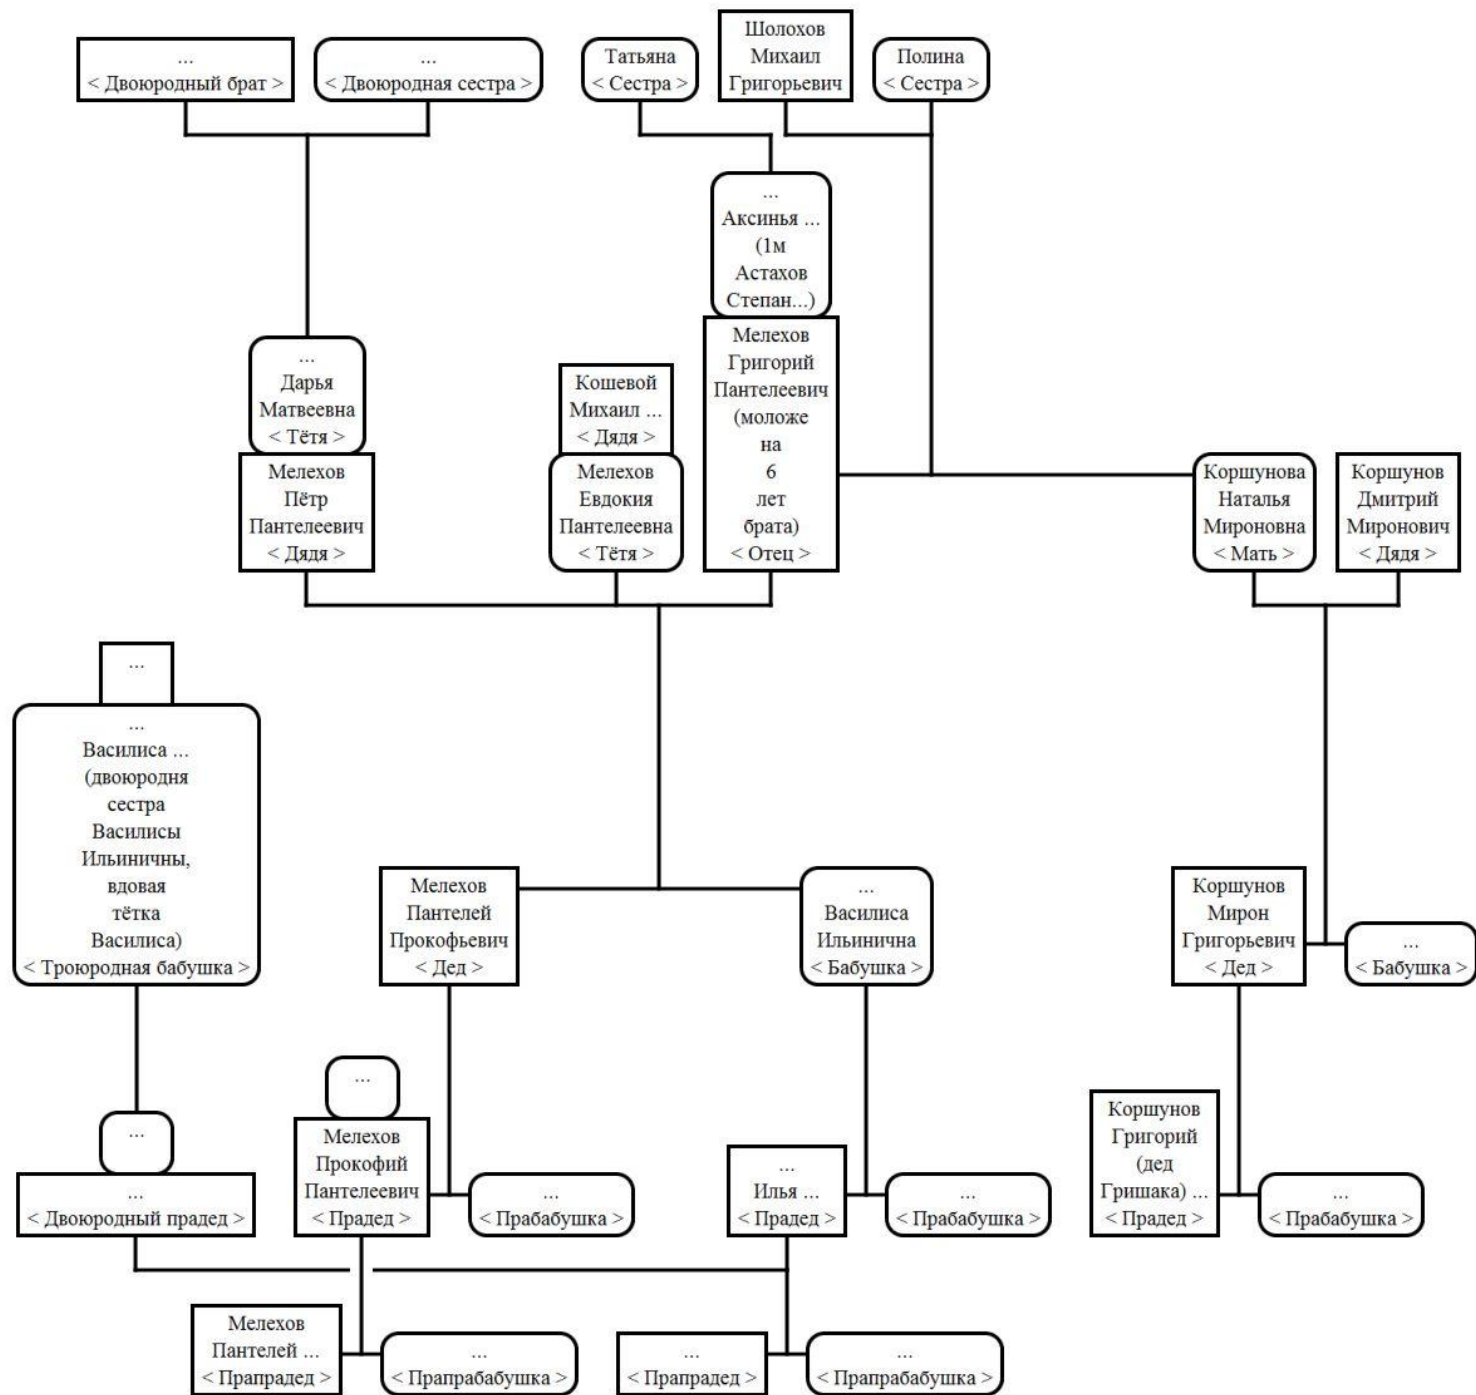 ...
< Двоюродный брат >
...
< Двоюродная сестра >
Татьяна
< Сестра >
Шолохов
Михаил
Григорьевич
Полина
< Сестра >
...
Аксинья ...
(1м
Астахов
Степан...)
...
Дарья
Матвеевна
< Тётя >
Мелехов
Пётр
Пантелеевич
< Дядя >
Кошевой
Михаил ...
< Дядя >
Мелехов
Евдокия
Пантелеевна
< Тётя >
Мелехов
Григорий
Пантелеевич
(моложе
на
6
лет
брата)
< Отец >
Коршунова
Наталья
Мироновна
< Мать >
Коршунов
Дмитрий
Миронович
< Дядя >
...
...
Василиса ...
(двоюродня
сестра
Василисы
Ильиничны,
вдовая
тётка
Василиса)
< Троюродная бабушка >
Мелехов
Пантелей
Прокофьевич
< Дед >
...
Василиса
Ильинична
< Бабушка >
Коршунов
Мирон
Григорьевич
< Дед >
...
< Бабушка >
...
...
< Двоюродный прадед >
...
Мелехов
Прокофий
Пантелеевич
< Прадед >
...
< Прабабушка >
...
Илья ...
< Прадед >
...
< Прабабушка >
Коршунов
Григорий
(дед
Гришака) ...
< Прадед >
...
< Прабабушка >
Мелехов
Пантелей ...
< Прапрадед >
...
< Прапрабабушка >
...
< Прапрадед >
...
< Прапрабабушка >